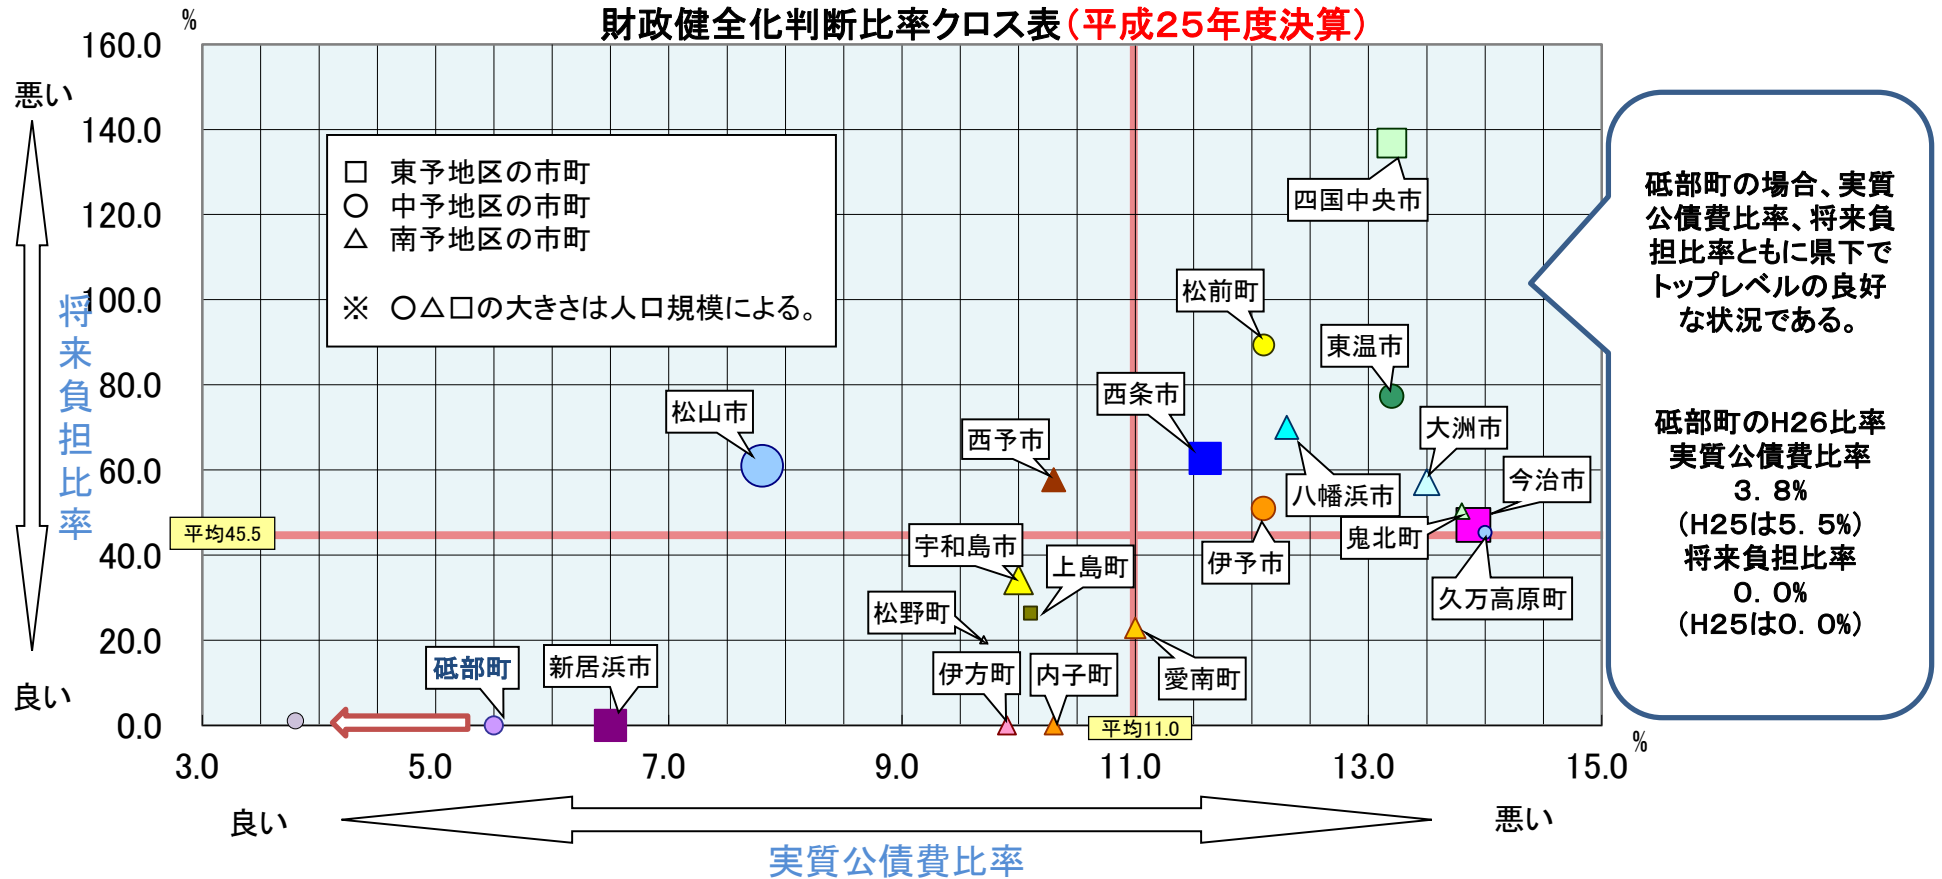 財政健全化判断比率クロス表(平成25年度決算)
%
160.0
140.0
120.0
100.0
80.0
60.0
40.0
20.0
0.0
悪い
良い
将来負担比率
□ 東予地区の市町
○ 中予地区の市町
△ 南予地区の市町
※ ○△□の大きさは人口規模による。
四国中央市
松前町
東温市
西条市
松山市
西予市
大洲市
今治市
八幡浜市
鬼北町
平均45.5
宇和島市
上島町
伊予市
久万高原町
松野町
砥部町
新居浜市
伊方町
内子町
愛南町
平均11.0
3.0
5.0
7.0
9.0
11.0
13.0
15.0
%
良い
悪い
実質公債費比率
砥部町の場合、実質
公債費比率、将来負
担比率ともに県下で
トップレベルの良好
な状況である。
砥部町のH26比率
実質公債費比率
3.8%
(H25は5.5%)
将来負担比率
0.0%
(H25は0.0%)